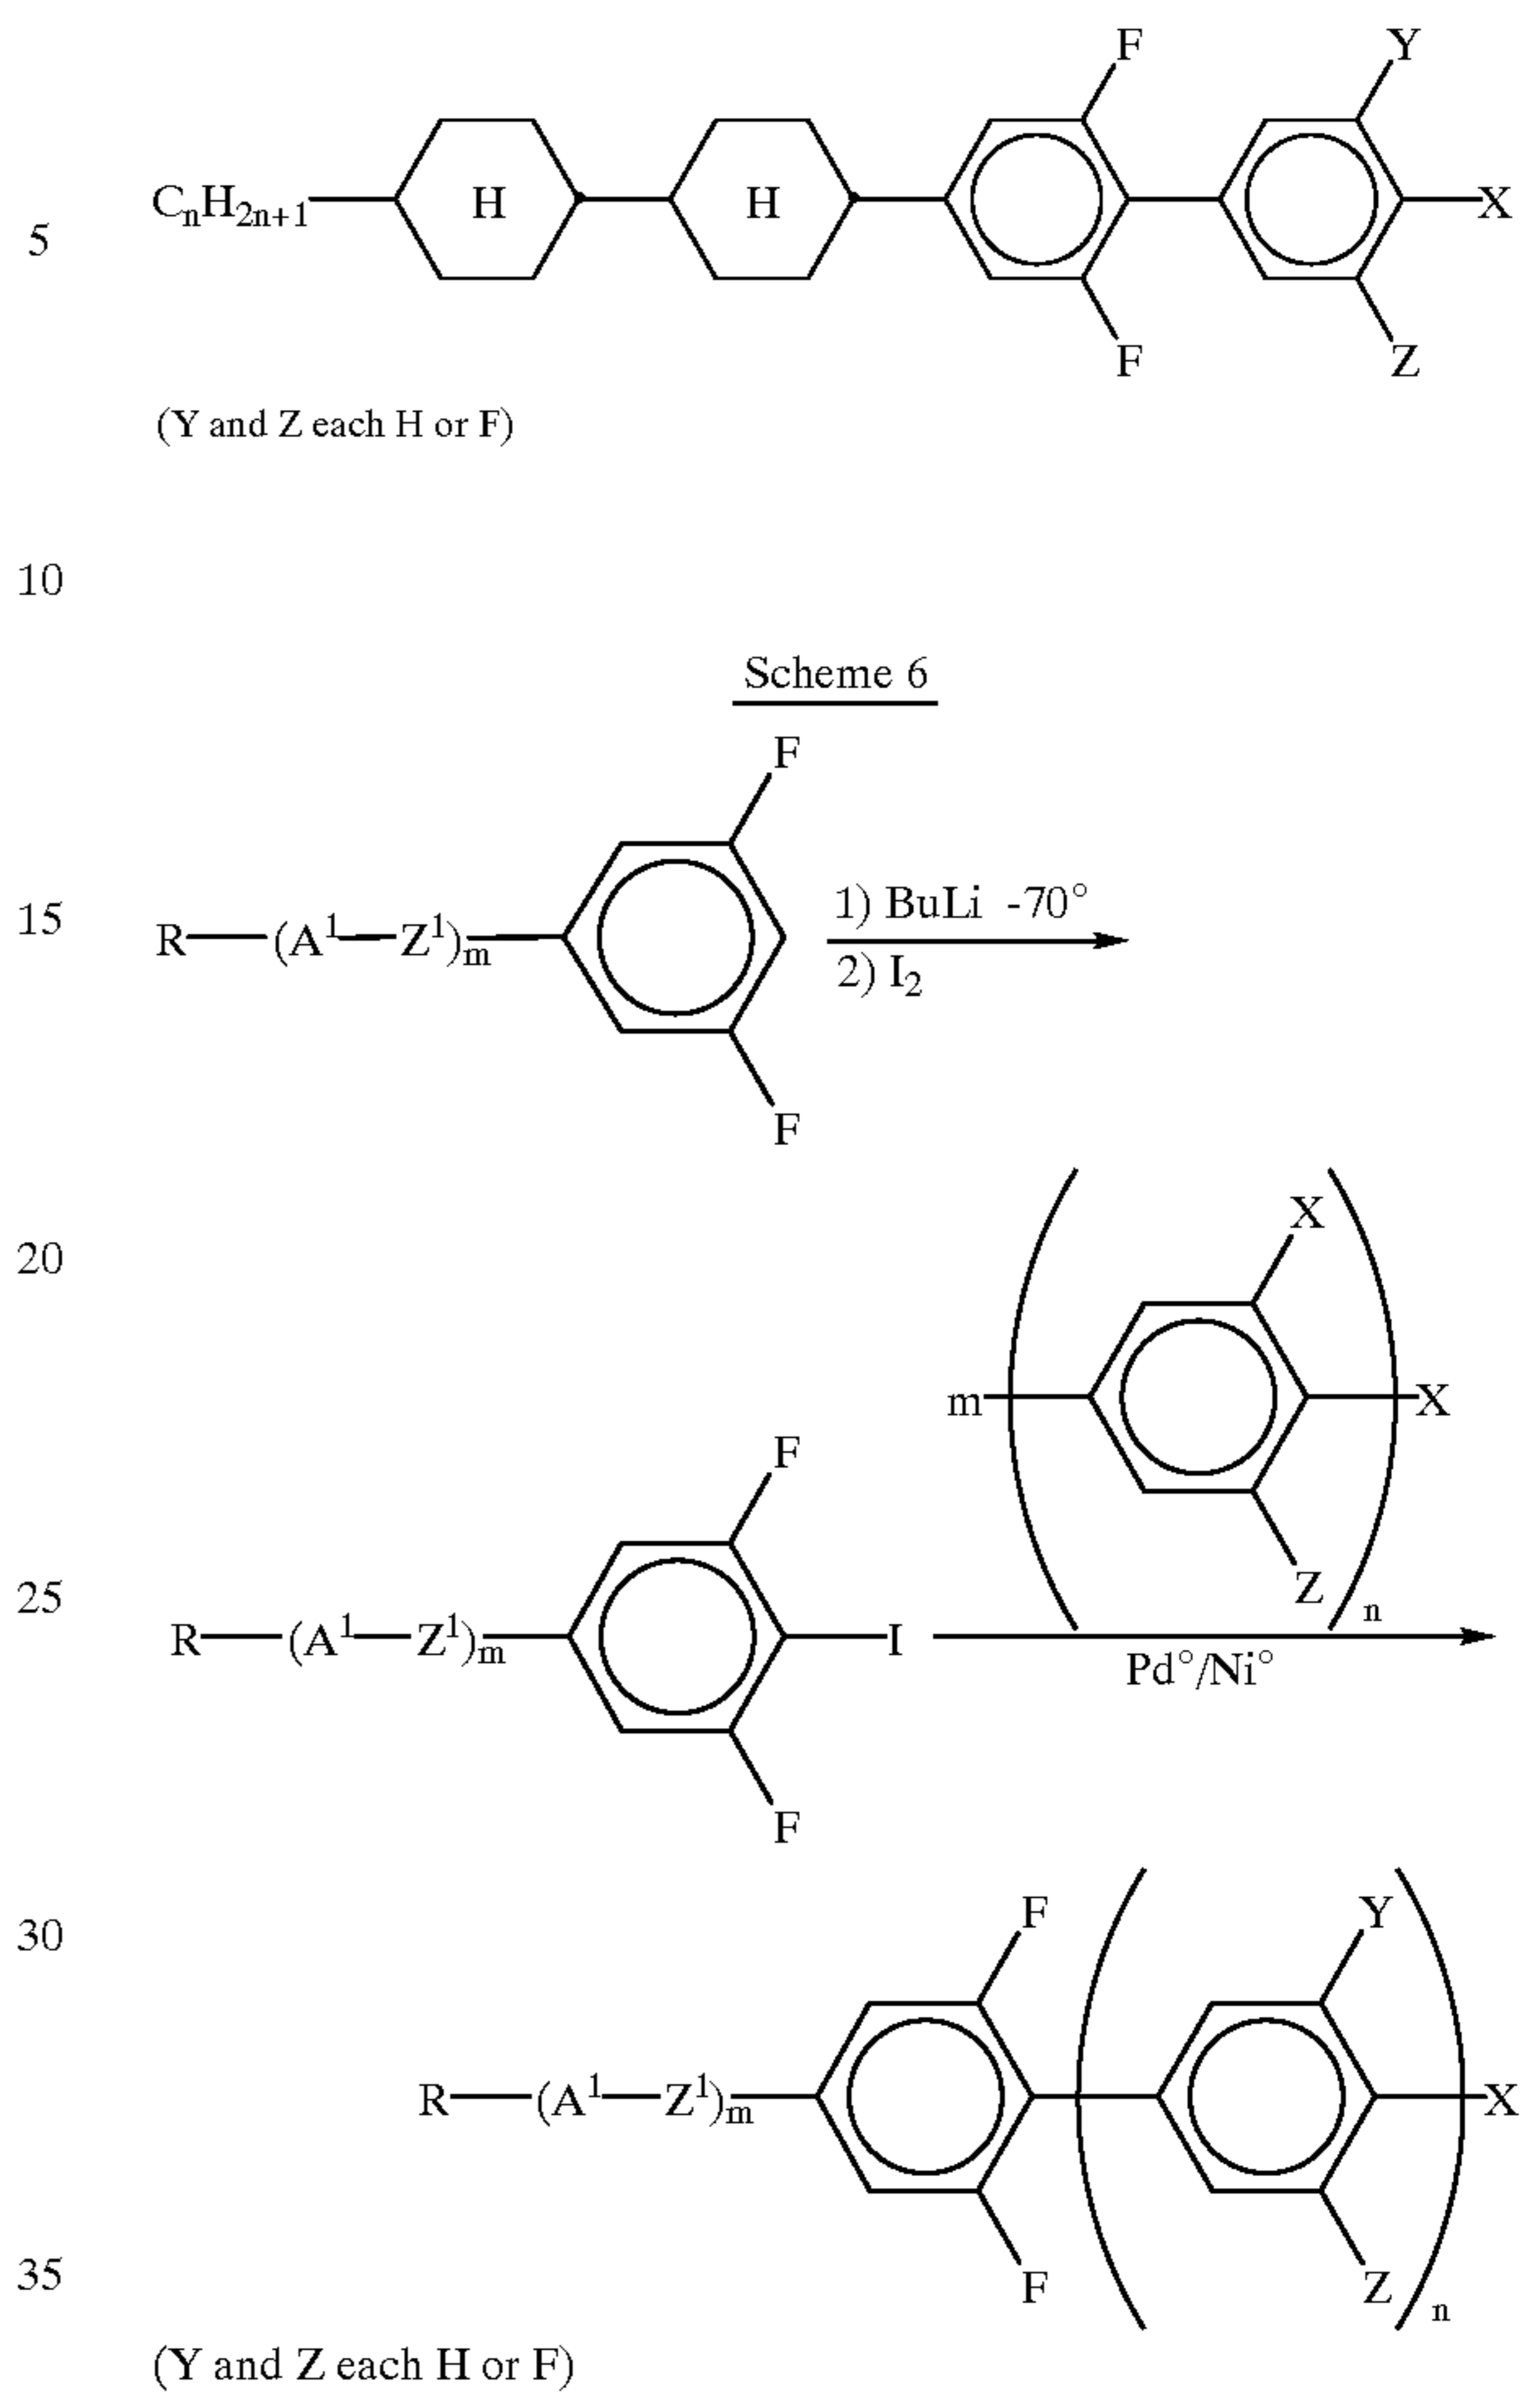 F
Y
CnH2n+1
H
H
X
5
F
Z
(Y and Z each H or F)
10
Scheme 6
F
15
R—(A¹—Z¹)m
1) BuLi -70°
2) I2
F
X
20
m
X
F
Z
n
25
R—(A¹—Z¹)m
I
Pd°/Ni°
F
F
Y
30
R—(A¹—Z¹)m
X
F
Z
n
35
(Y and Z each H or F)